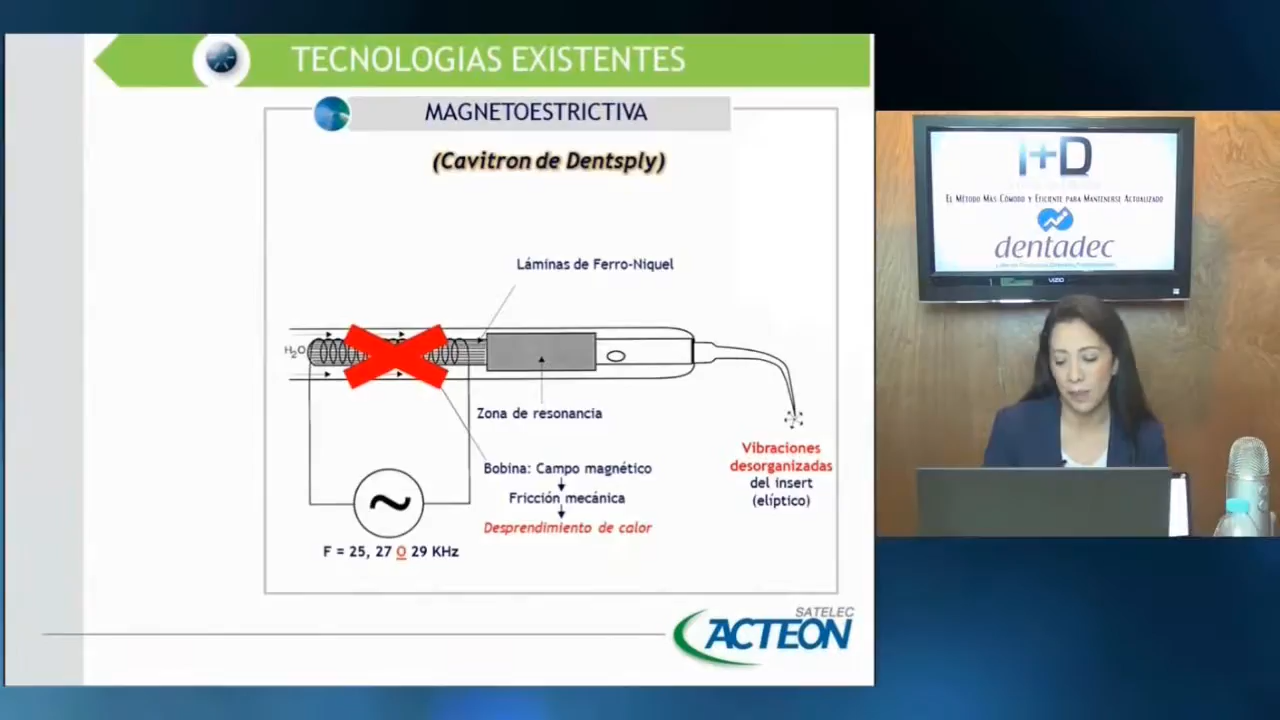 TECNOLOGIAS EXISTENTES
MAGNETOESTRICTIVA
(Cavitron de Dentsply)
Láminas de Ferro-Niquel
H2O
Zona de resonancia
Bobina: Campo magnético
Fricción mecánica
Desprendimiento de calor
F = 25, 27 O 29 KHz
Vibraciones
desorganizadas
del insert
(elíptico)
SATELEC
ACTEON
I+D
El Método Más Cómodo y Eficiente para Mantenerse Actualizado
dentadec
VIZIO